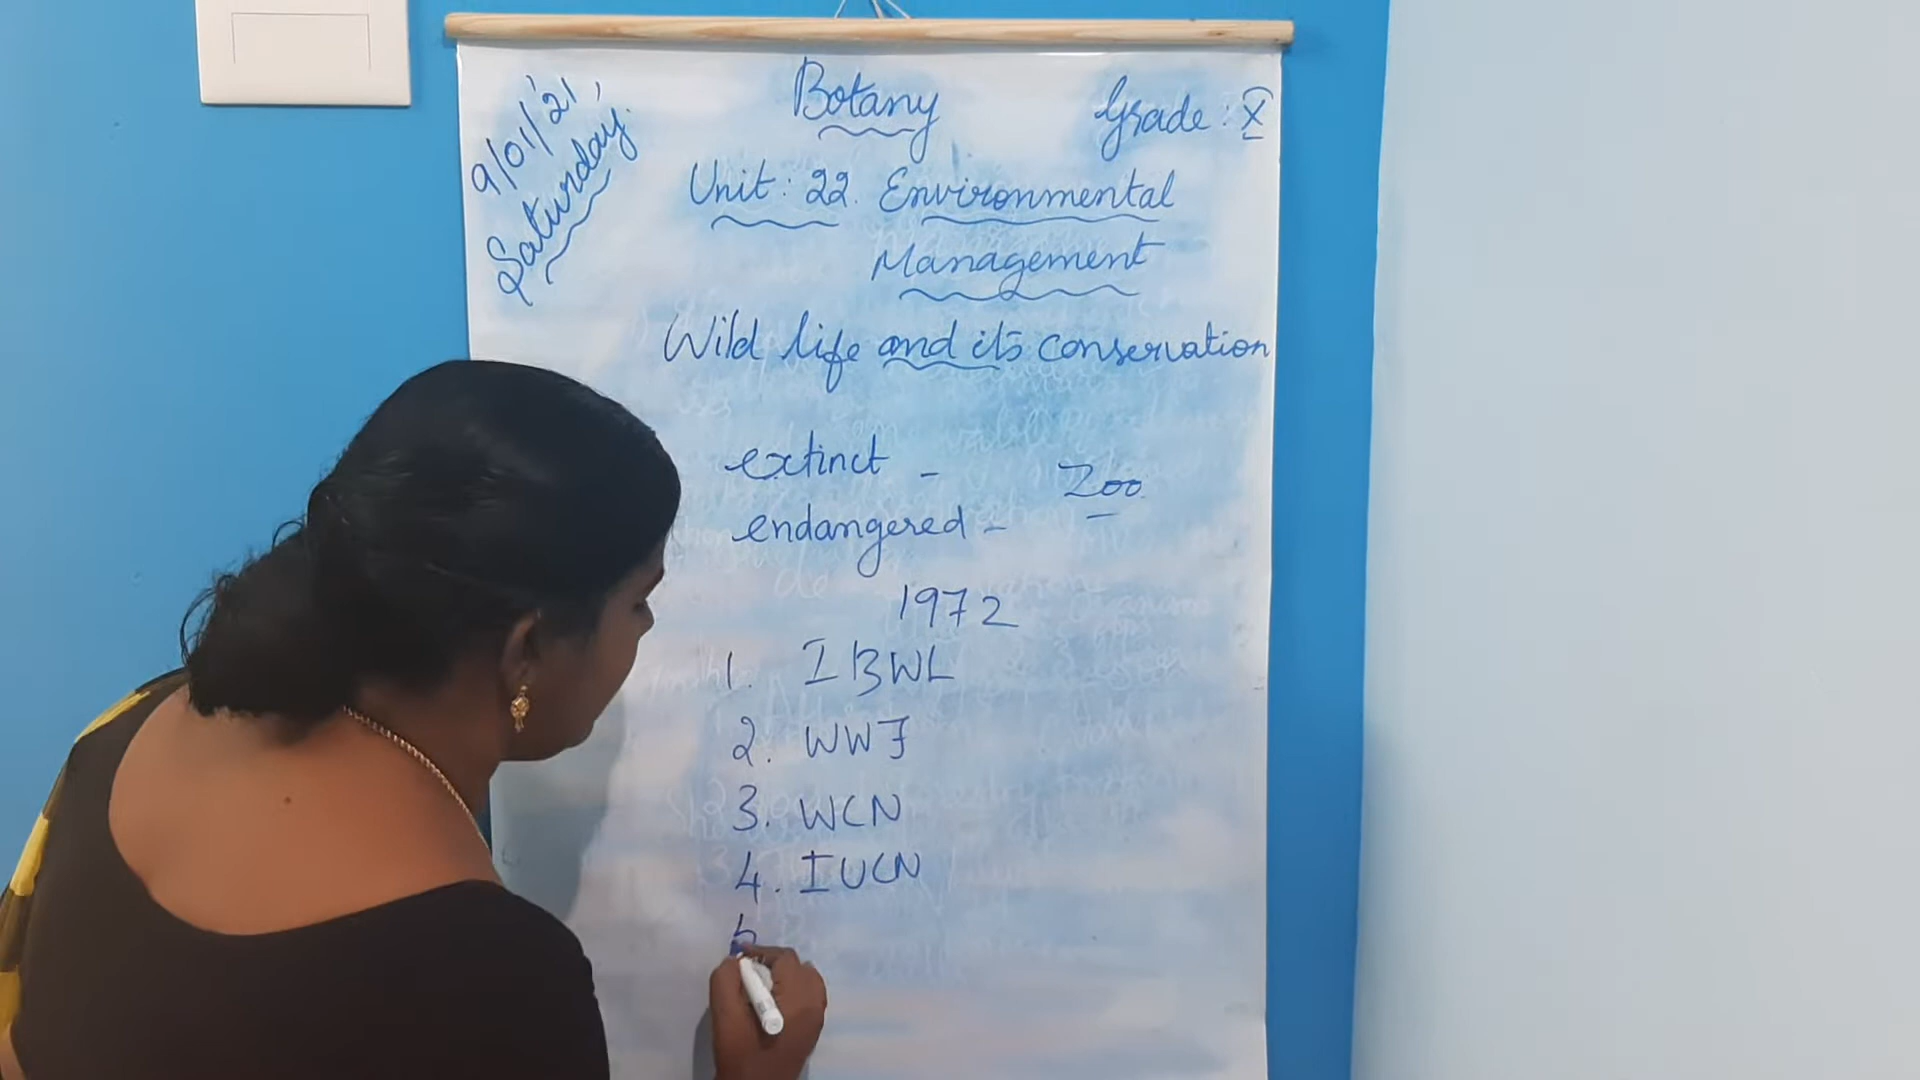 9/01/'21,
Saturday.
Botany
Grade: X
Unit: 22. Environmental
Management
Wild life and its conservation
extinct -
Zoo
endangered -
1972
1. IBWL
2. WWF
3. WCN
4. IUCN
5